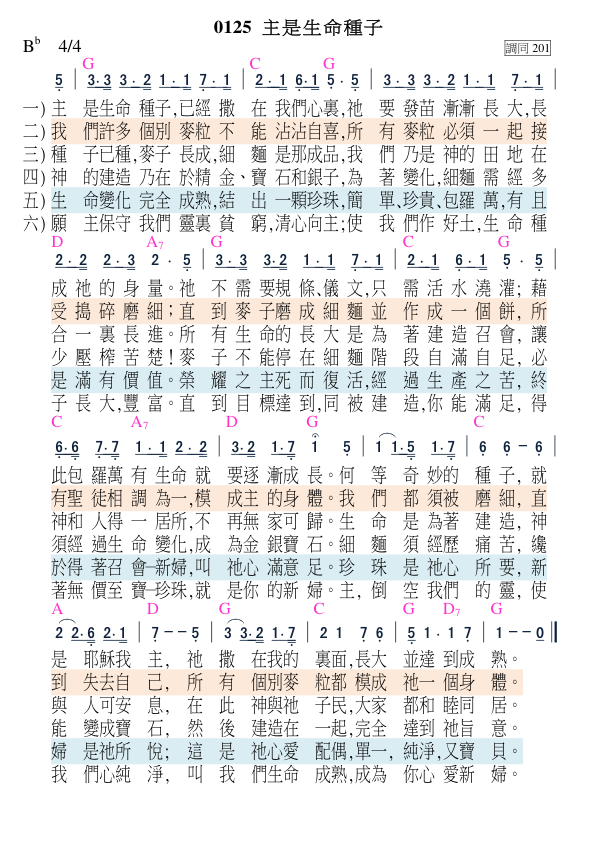 0125 主是生命種子
B♭ 4/4 調同 201
G C G
5 | 3·3 3·2 1·1 7·1 | 2·1 6·1 5·5 | 3·3 3·2 1·1 7·1 |
一) 主 是生命 種子,已經 撒 在 我們心裏,祂 要 發苗 漸漸 長 大,長
二) 我 們許多 個別 麥粒 不 能 沾沾自喜,所 有 麥粒 必須 一 起 接
三) 種 子已種,麥子 長成,細 麵 是那成品,我 們 乃是 神的 田 地 在
四) 神 的建造 乃在 於精 金、寶 石和銀子,為 著 變化,細麵 需 經 多
五) 生 命變化 完全 成熟,結 出 一顆珍珠,簡 單、珍貴、包羅 萬,有 且
六) 願 主保守 我們 靈裏 貧 窮,清心向主;使 我 們作 好土,生 命 種
D A7 G C G
2·2 2·3 2·5 | 3·3 3·2 1·1 7·1 | 2·1 6·1 5·5 |
成 祂 的 身 量。祂 不 需 要規 條、儀 文,只 需 活 水 澆 灌; 藉
受 搗 碎 磨 細;直 到 麥 子磨 成 細 麵 並 作 成 一 個 餅, 所
合 一 裏 長 進。所 有 生命的 長 大 是 為 著 建 造 召 會, 讓
少 壓 榨 苦 楚!麥 子 不 能停 在 細 麵 階 段 自 滿 自 足, 必
是 滿 有 價 值。榮 耀 之 主死 而 復 活,經 過 生 產 之 苦, 終
子 長 大,豐 富。直 到 目 標達 到,同 被 建 造,你 能 滿 足, 得
C A7 D G C
6·6 7·7 1·1 2·2 | 3·2 1·7 1 5 | 1 1·5 1·7 | 6 6–6 |
此包 羅萬 有 生命 就 要逐 漸成 長。何 等 奇 妙的 種 子, 就
有聖 徒相 調 為一,模 成主 的身 體。我 們 都 須被 磨 細, 直
神和 人得 一 居所,不 再無 家可 歸。生 命 是 為著 建 造, 神
須經 過生 命 變化,成 為金 銀寶 石。細 麵 須 經歷 痛 苦, 纔
於得 著召 會–新婦,叫 祂心 滿意 足。珍 珠 是 祂心 所 要, 新
著無 價至 寶–珍珠,就 是你 的新 婦。主, 倒 空 我們 的 靈, 使
A D G C G D7 G
2 2·6 2·1 | 7––5 | 3 3·2 1·7 | 2 1 7 6 | 5 1·1 7 | 1––0 ‖
是 耶穌我 主, 祂 撒 在我的 裏面,長大 並達 到成 熟。
到 失去自 己, 所 有 個別麥 粒都 模成 祂一 個身 體。
與 人可安 息, 在 此 神與祂 子民,大家 都和 睦同 居。
能 變成寶 石, 然 後 建造在 一起,完全 達到 祂旨 意。
婦 是祂所 悅; 這 是 祂心愛 配偶,單一, 純淨,又寶 貝。
我 們心純 淨, 叫 我 們生命 成熟,成為 你心 愛新 婦。